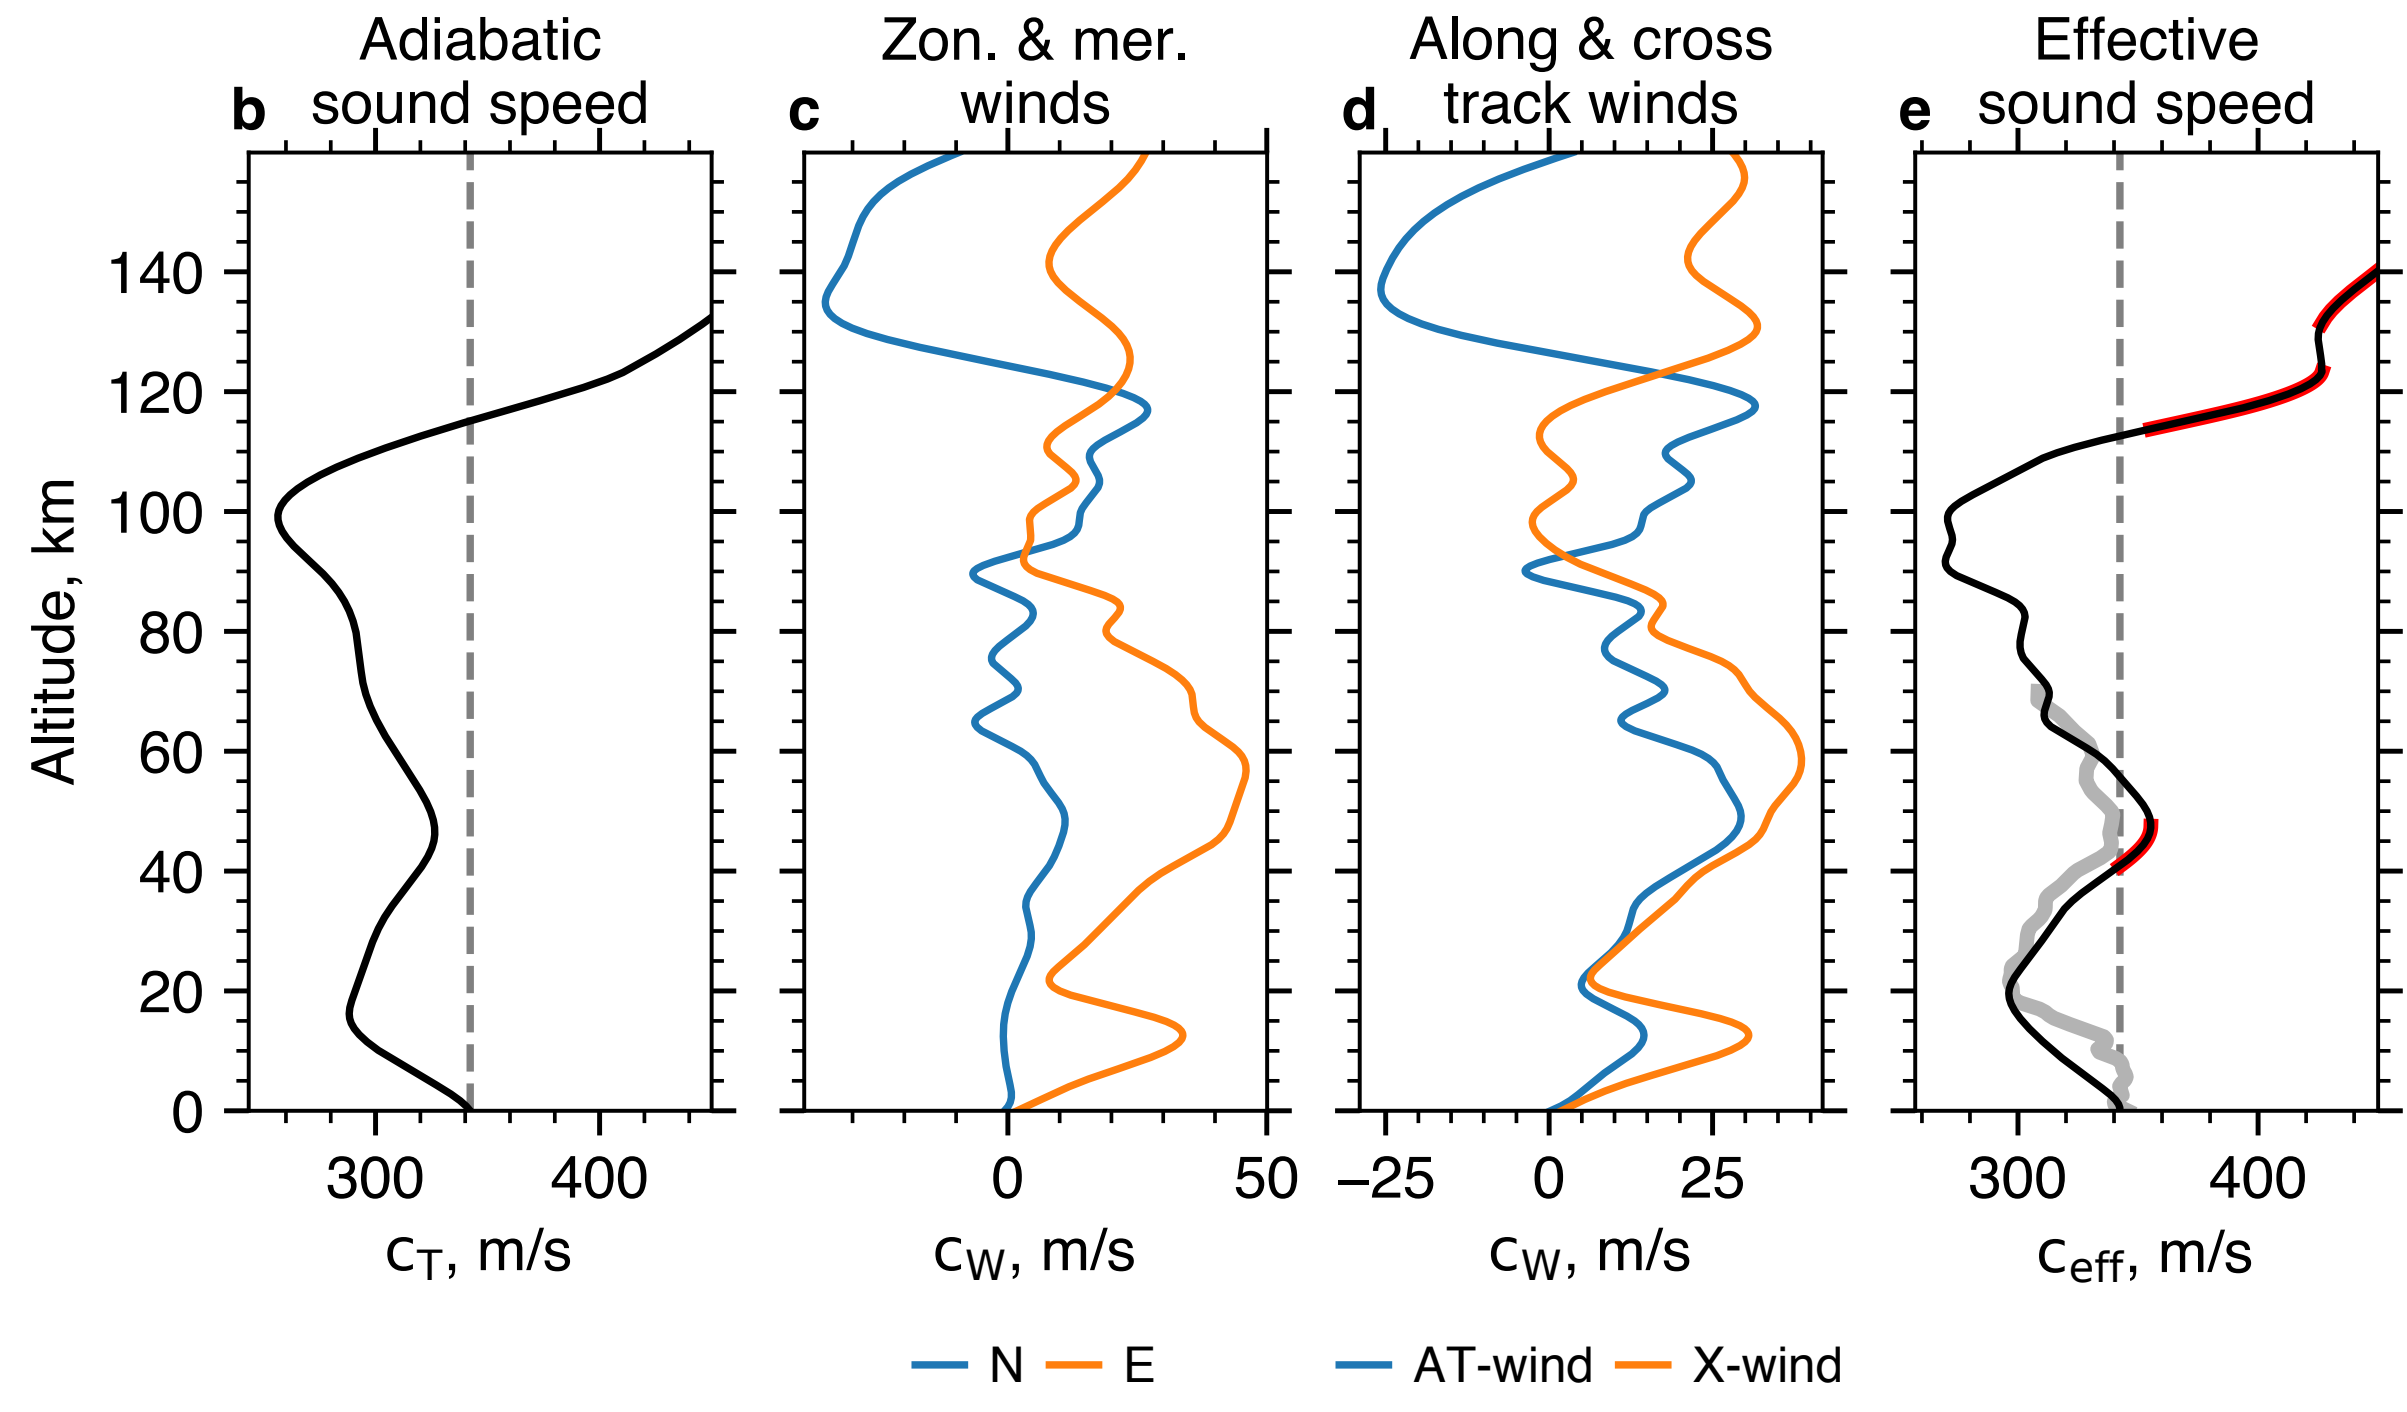 b Adiabatic
sound speed
c Zon. & mer.
winds
d Along & cross
track winds
e Effective
sound speed
Altitude, km
140
120
100
80
60
40
20
0
300 400
0 50
−25 0 25
300 400
c_T, m/s
c_W, m/s
c_W, m/s
c_eff, m/s
N E
AT-wind X-wind